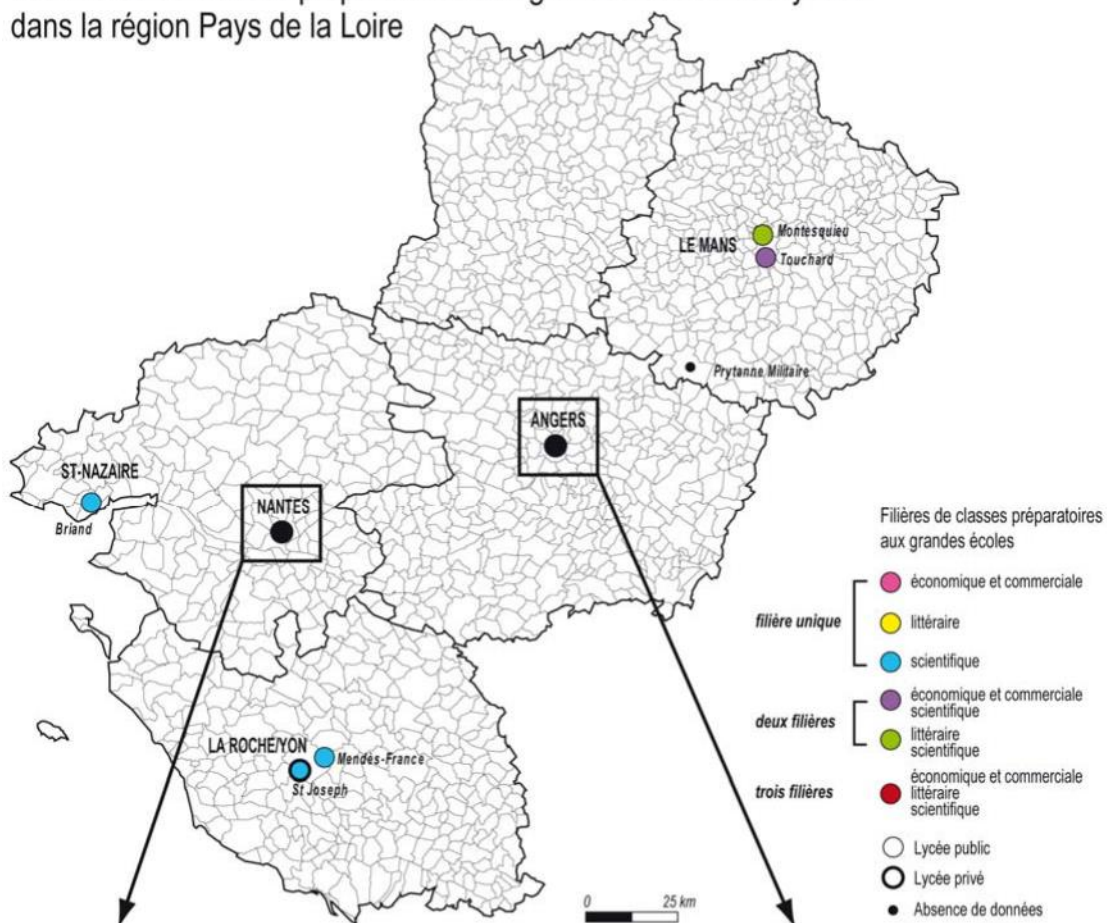 dans la région Pays de la Loire
LE MANS
Montesquieu
Touchard
Prytanne Militaire
ANGERS
ST-NAZAIRE
Briand
NANTES
LA ROCHE/YON
Mendès-France
St Joseph
Filières de classes préparatoires
aux grandes écoles
filière unique
économique et commerciale
littéraire
scientifique
deux filières
économique et commerciale
scientifique
littéraire
scientifique
trois filières
économique et commerciale
littéraire
scientifique
Lycée public
Lycée privé
Absence de données
0 25 km